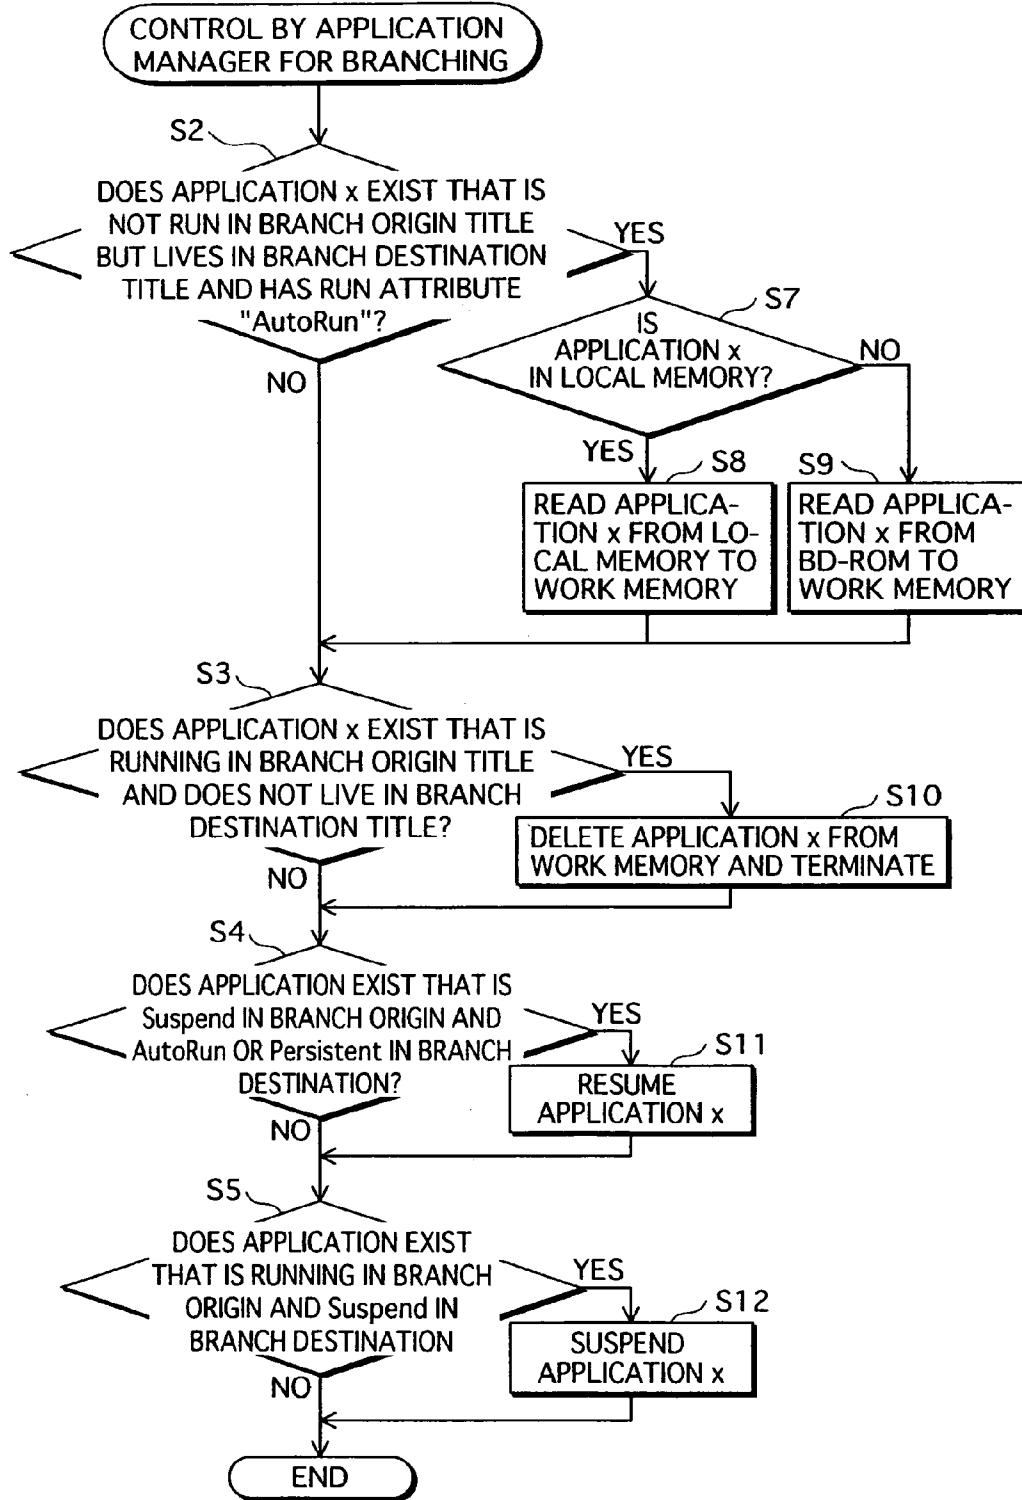 CONTROL BY APPLICATION
MANAGER FOR BRANCHING
S2
DOES APPLICATION x EXIST THAT IS
NOT RUN IN BRANCH ORIGIN TITLE
BUT LIVES IN BRANCH DESTINATION
TITLE AND HAS RUN ATTRIBUTE
"AutoRun"?
YES
NO
S7
IS
APPLICATION x
IN LOCAL MEMORY?
NO
YES
S8
READ APPLICA-
TION x FROM LO-
CAL MEMORY TO
WORK MEMORY
S9
READ APPLICA-
TION x FROM
BD-ROM TO
WORK MEMORY
S3
DOES APPLICATION x EXIST THAT IS
RUNNING IN BRANCH ORIGIN TITLE
AND DOES NOT LIVE IN BRANCH
DESTINATION TITLE?
YES
NO
S10
DELETE APPLICATION x FROM
WORK MEMORY AND TERMINATE
S4
DOES APPLICATION EXIST THAT IS
Suspend IN BRANCH ORIGIN AND
AutoRun OR Persistent IN BRANCH
DESTINATION?
YES
NO
S11
RESUME
APPLICATION x
S5
DOES APPLICATION EXIST
THAT IS RUNNING IN BRANCH
ORIGIN AND Suspend IN
BRANCH DESTINATION
YES
NO
S12
SUSPEND
APPLICATION x
END